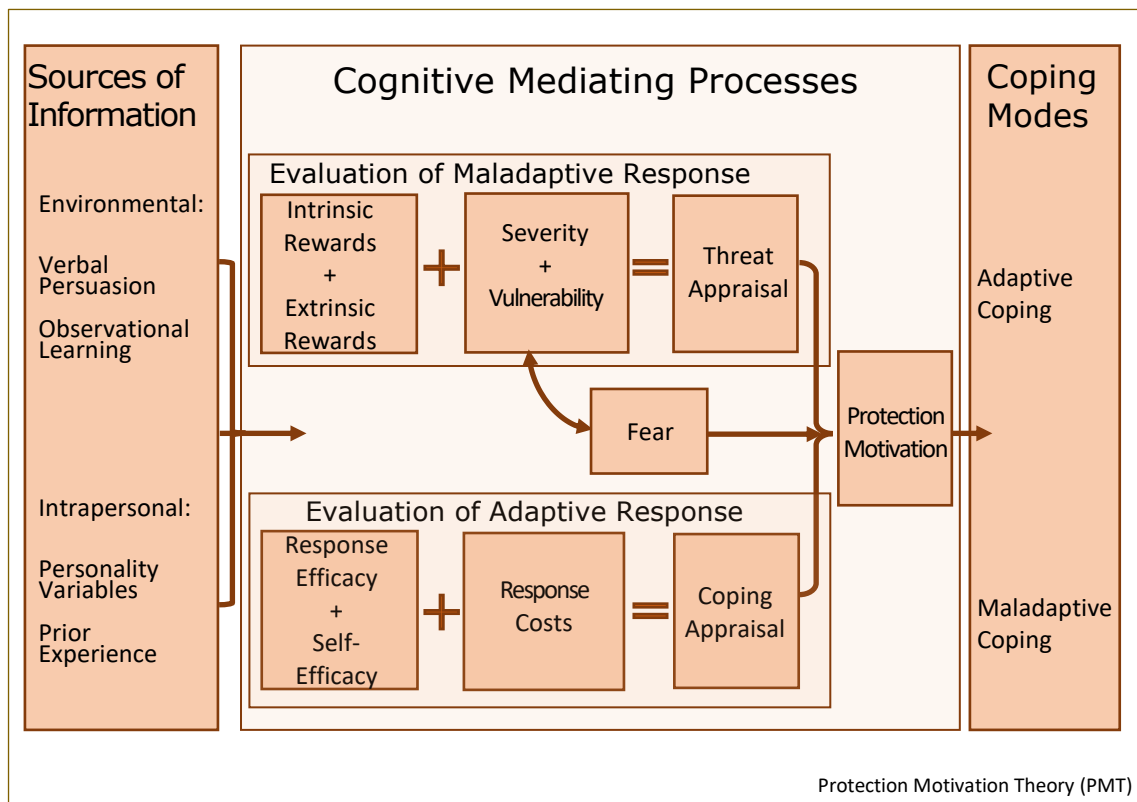 Sources of
Information
Environmental:
Verbal
Persuasion
Observational
Learning
Intrapersonal:
Personality
Variables
Prior
Experience
Cognitive Mediating Processes
Evaluation of Maladaptive Response
Intrinsic
Rewards
+
Extrinsic
Rewards
+
Severity
+
Vulnerability
=
Threat
Appraisal
Fear
Evaluation of Adaptive Response
Response
Efficacy
+
Self-
Efficacy
+
Response
Costs
=
Coping
Appraisal
Protection
Motivation
Coping
Modes
Adaptive
Coping
Maladaptive
Coping
Protection Motivation Theory (PMT)